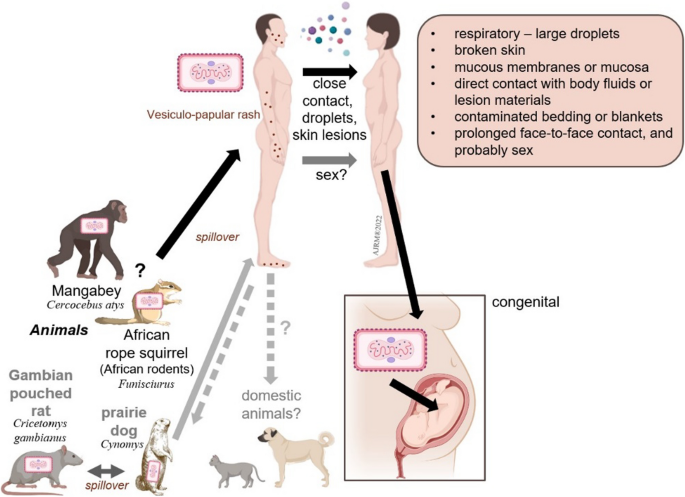 • respiratory – large droplets
• broken skin
• mucous membranes or mucosa
• direct contact with body fluids or
lesion materials
• contaminated bedding or blankets
• prolonged face-to-face contact, and
probably sex
Vesiculo-papular rash
close
contact,
droplets,
skin lesions
sex?
AJRM®2022
spillover
?
Mangabey
Cercocebus atys
Animals
African
rope squirrel
(African rodents)
Funisciurus
?
congenital
Gambian
pouched
rat
Cricetomys
gambianus
prairie
dog
Cynomys
domestic
animals?
spillover